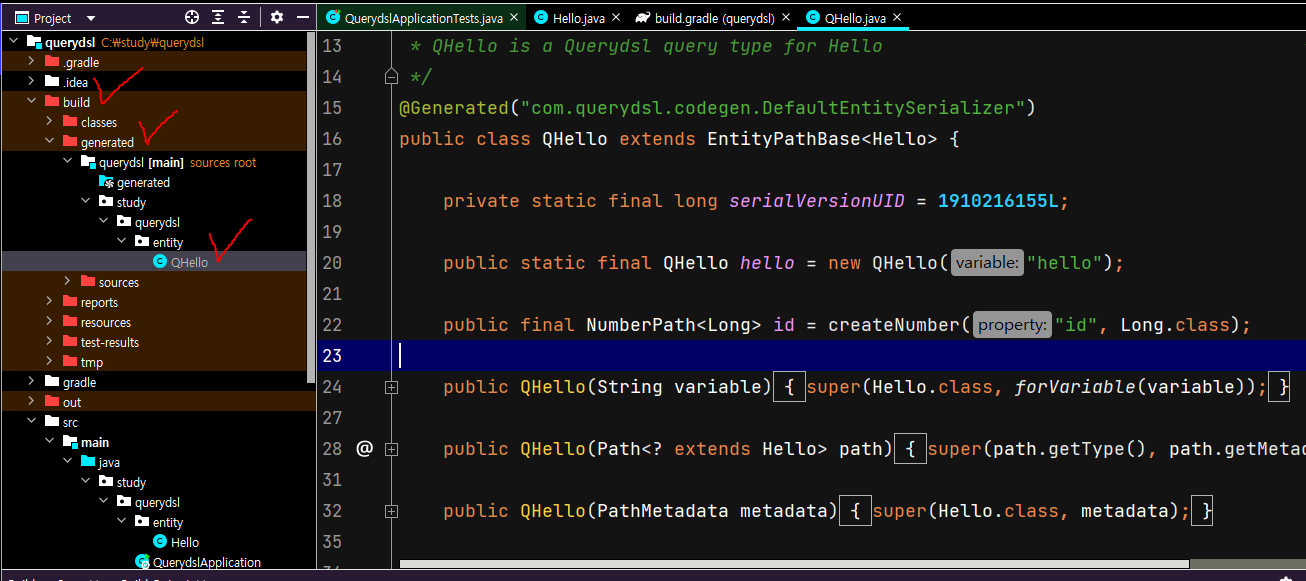 Project
querydsl C:₩study₩querydsl
.gradle
.idea
build
classes
generated
querydsl [main] sources root
generated
study
querydsl
entity
QHello
sources
reports
resources
test-results
tmp
gradle
out
src
main
java
study
querydsl
entity
Hello
QuerydslApplication
QuerydslApplicationTests.java × Hello.java × build.gradle (querydsl) × QHello.java ×
13 * QHello is a Querydsl query type for Hello
14 */
15 @Generated("com.querydsl.codegen.DefaultEntitySerializer")
16 public class QHello extends EntityPathBase<Hello> {
17
18 private static final long serialVersionUID = 1910216155L;
19
20 public static final QHello hello = new QHello( variable: "hello");
21
22 public final NumberPath<Long> id = createNumber( property: "id", Long.class);
23
24 public QHello(String variable) { super(Hello.class, forVariable(variable)); }
27
28 @ public QHello(Path<? extends Hello> path) { super(path.getType(), path.getMetad
31
32 public QHello(PathMetadata metadata) { super(Hello.class, metadata); }
35